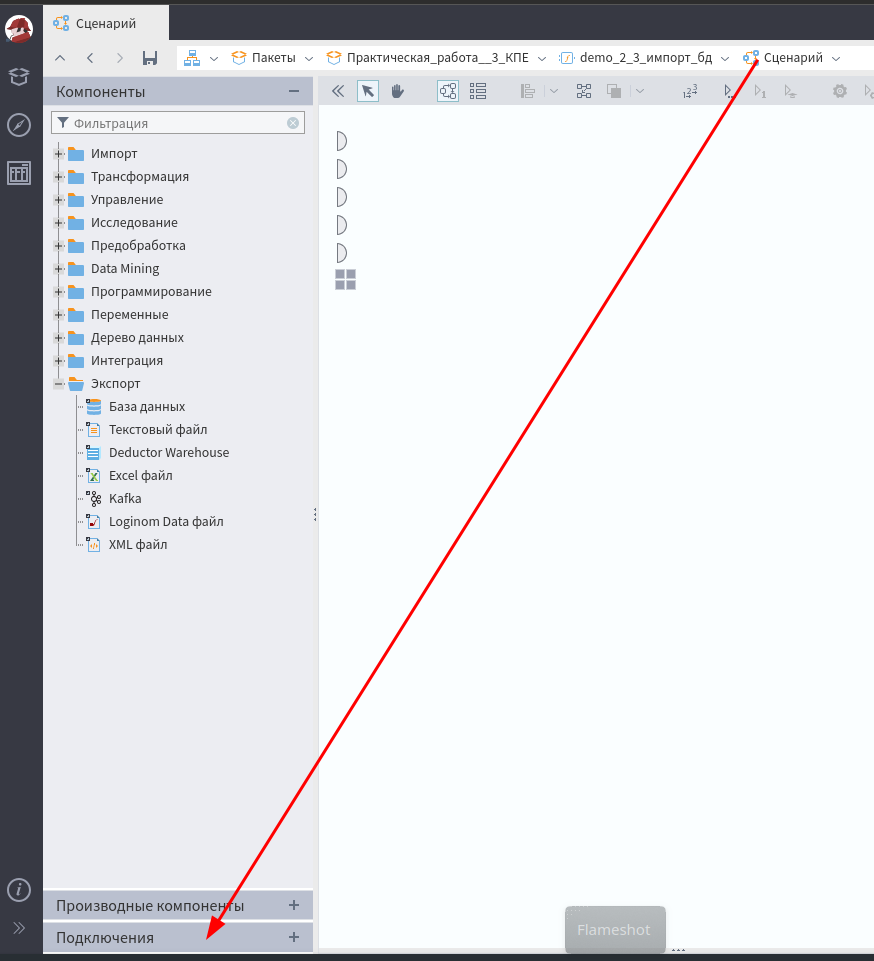 Сценарий
Пакеты Практическая_работа__3_КПЕ demo_2_3_импорт_бд Сценарий
Компоненты
Фильтрация
Импорт
Трансформация
Управление
Исследование
Предобработка
Data Mining
Программирование
Переменные
Дерево данных
Интеграция
Экспорт
База данных
Текстовый файл
Deductor Warehouse
Excel файл
Kafka
Loginom Data файл
XML файл
Производные компоненты
Подключения
Flameshot